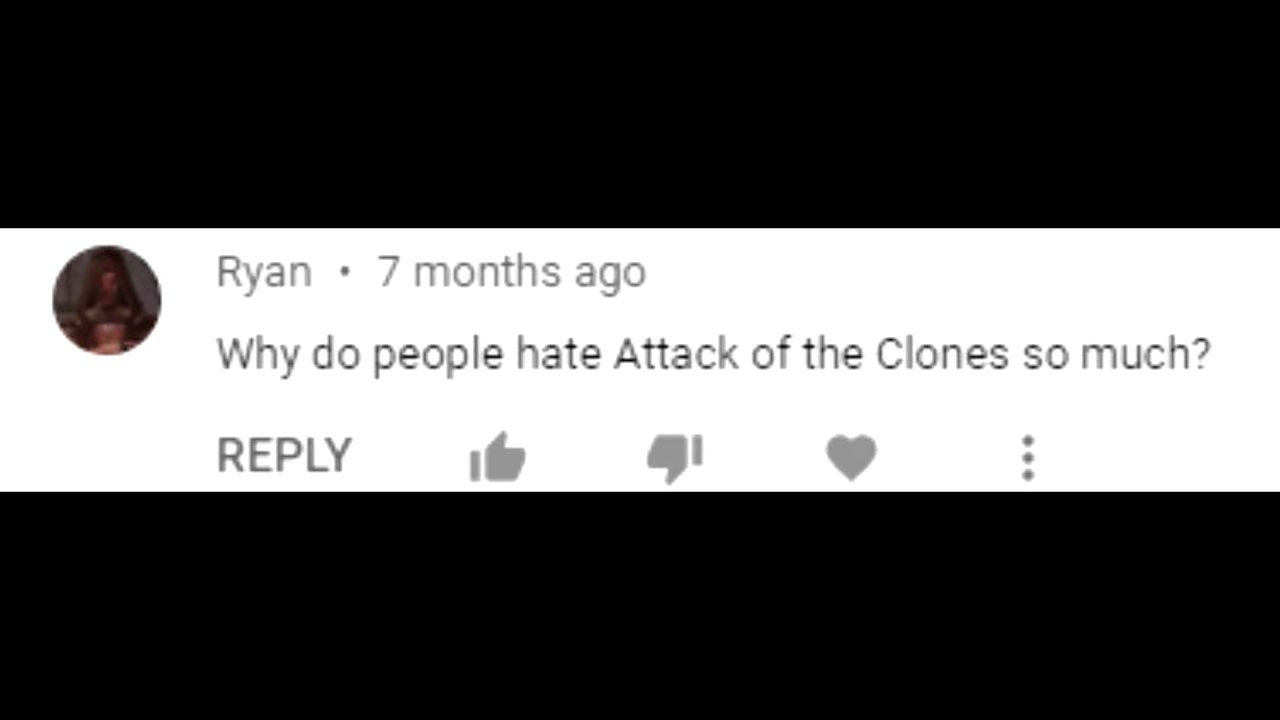 Ryan • 7 months ago
Why do people hate Attack of the Clones so much?
REPLY